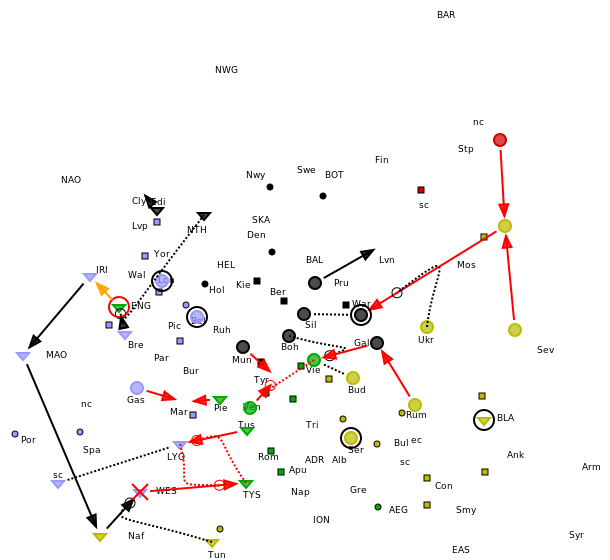 BAR
NWG
nc
Stp
Fin
Swe
BOT
Nwy
NAO
sc
Cly
Edi
Pru
Lvp
NTH
SKA
Den
Mos
Yor
BAL
Lvn
HEL
IRI
Wal
Lon
Kie
Ber
Hol
War
ENG
Bel
Sil
Pic
Ruh
Bre
Ukr
Boh
Gal
Sev
MAO
Par
Mun
Vie
Bur
Tyr
Bud
Gas
nc
Mar
Pie
Ven
Rum
BLA
Tus
Tri
Ser
Bul
ec
Por
Spa
LYO
Rom
ADR
Alb
sc
Ank
Arm
sc
Apu
WES
TYS
Nap
Gre
Con
AEG
Smy
ION
Naf
Syr
Tun
EAS